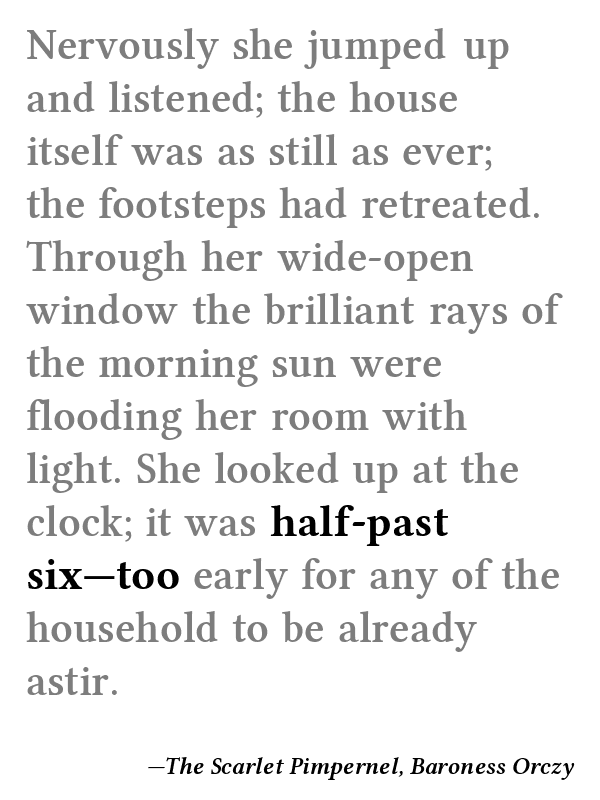 Nervously she jumped up
and listened; the house
itself was as still as ever;
the footsteps had retreated.
Through her wide-open
window the brilliant rays of
the morning sun were
flooding her room with
light. She looked up at the
clock; it was half-past
six—too early for any of the
household to be already
astir.
—The Scarlet Pimpernel, Baroness Orczy